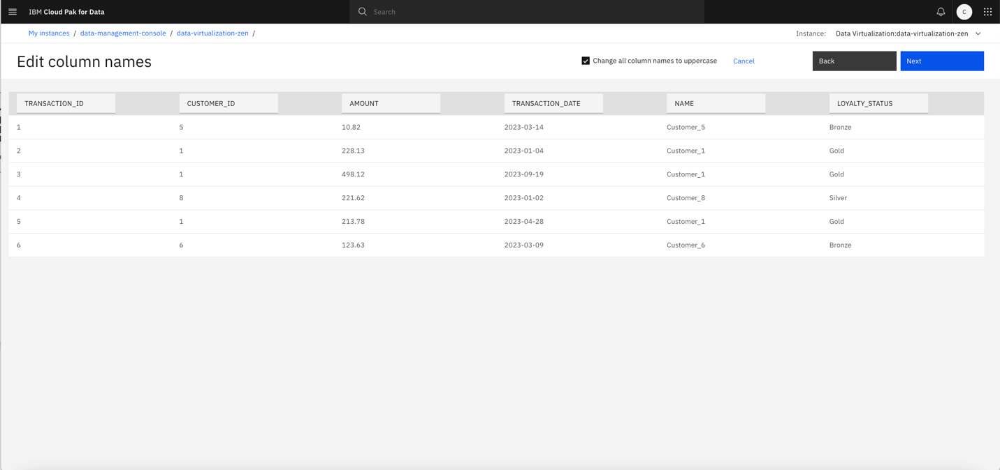 IBM Cloud Pak for Data
Search
C
My instances / data-management-console / data-virtualization-zen /
Instance: Data Virtualization:data-virtualization-zen
Edit column names
Change all column names to uppercase
Cancel
Back
Next
TRANSACTION_ID CUSTOMER_ID AMOUNT TRANSACTION_DATE NAME LOYALTY_STATUS
1 5 10.82 2023-03-14 Customer_5 Bronze
2 1 228.13 2023-01-04 Customer_1 Gold
3 1 498.12 2023-09-19 Customer_1 Gold
4 8 221.62 2023-01-02 Customer_8 Silver
5 1 213.78 2023-04-28 Customer_1 Gold
6 6 123.63 2023-03-09 Customer_6 Bronze